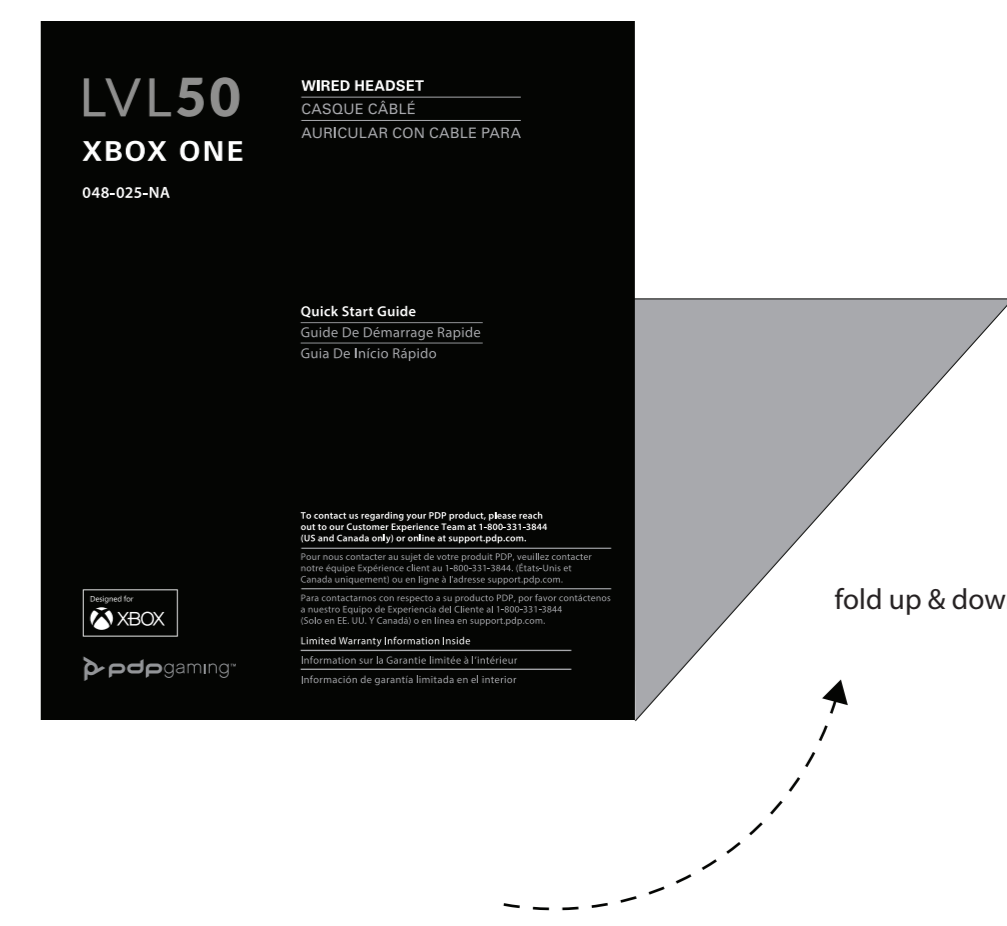 LVL50
XBOX ONE
048-025-NA
WIRED HEADSET
CASQUE CÂBLÉ
AURICULAR CON CABLE PARA
Quick Start Guide
Guide De Démarrage Rapide
Guia De Início Rápido
To contact us regarding your PDP product, please reach
out to our Customer Experience Team at 1-800-331-3844
(US and Canada only) or online at support.pdp.com.
Pour nous contacter au sujet de votre produit PDP, veuillez contacter
notre équipe Expérience client au 1-800-331-3844. (États-Unis et
Canada uniquement) ou en ligne à l'adresse support.pdp.com.
Para contactarnos con respecto a su producto PDP, por favor contáctenos
a nuestro Equipo de Experiencia del Cliente al 1-800-331-3844
(Solo en EE. UU. Y Canadá) o en línea en support.pdp.com.
Limited Warranty Information Inside
Information sur la Garantie limitée à l'intérieur
Información de garantía limitada en el interior
Designed for
XBOX
pdpgaming™
fold up & dow